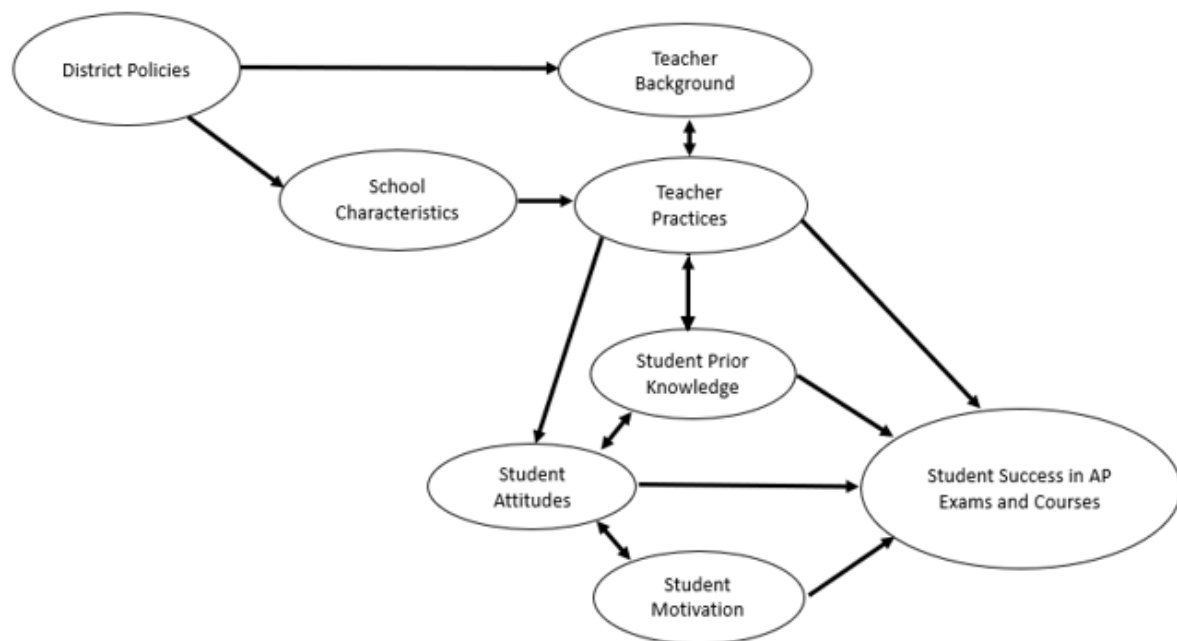 District Policies
Teacher
Background
School
Characteristics
Teacher
Practices
Student Prior
Knowledge
Student
Attitudes
Student Success in AP
Exams and Courses
Student
Motivation